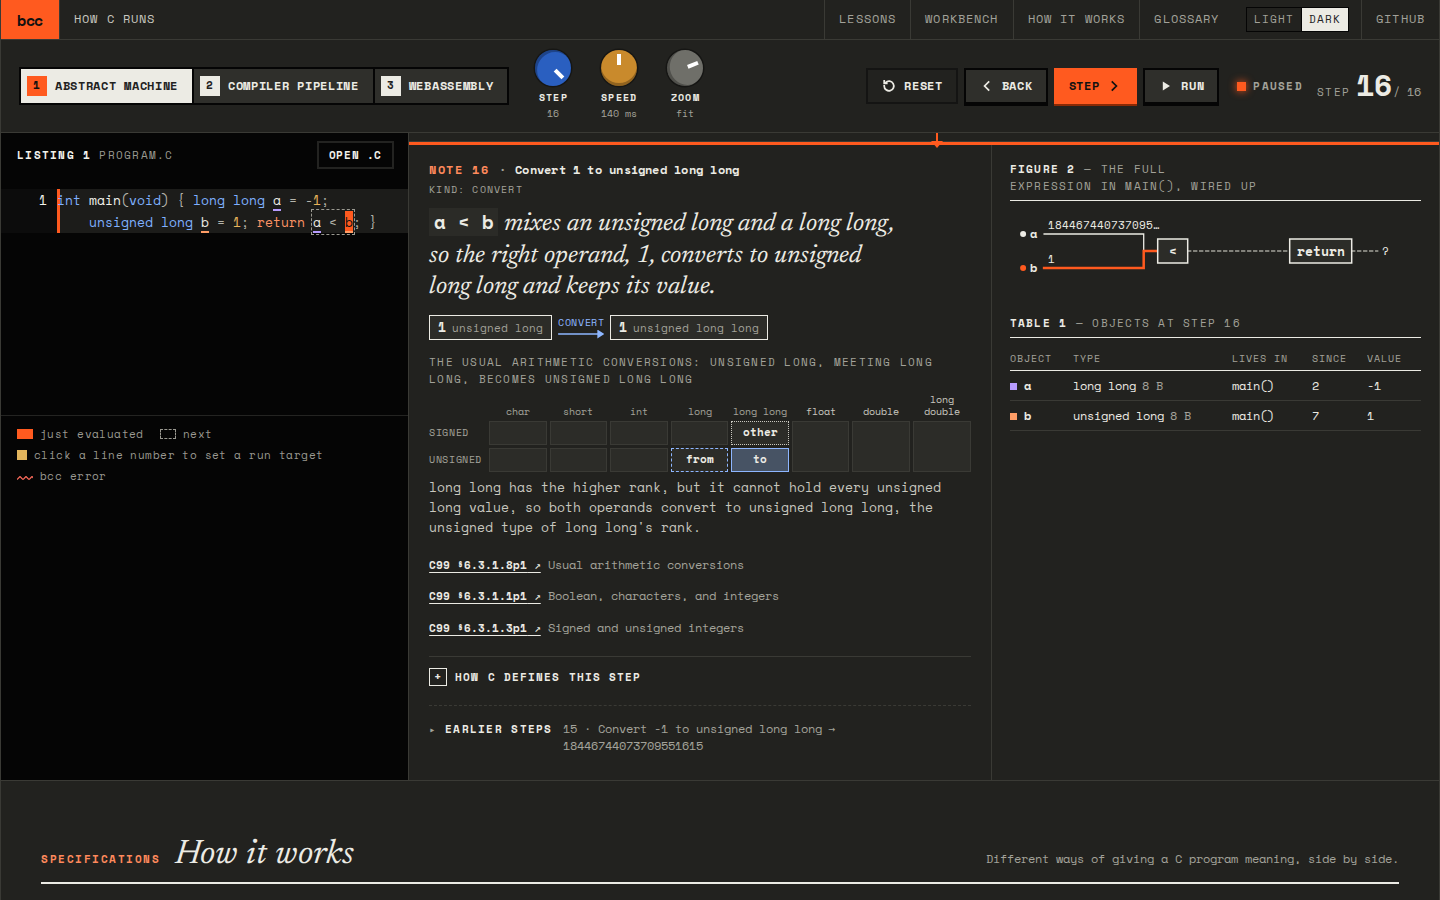 bcc HOW C RUNS LESSONS WORKBENCH HOW IT WORKS GLOSSARY LIGHT DARK GITHUB
1 ABSTRACT MACHINE 2 COMPILER PIPELINE 3 WEBASSEMBLY
STEP SPEED ZOOM
16 140 ms fit
RESET BACK STEP RUN PAUSED STEP 16 / 16
LISTING 1 PROGRAM.C OPEN .C
1 int main(void) { long long a = -1;
unsigned long b = 1; return a < b; }
just evaluated next
click a line number to set a run target
bcc error
NOTE 16 · Convert 1 to unsigned long long
KIND: CONVERT
a < b mixes an unsigned long and a long long,
so the right operand, 1, converts to unsigned
long long and keeps its value.
1 unsigned long CONVERT 1 unsigned long long
THE USUAL ARITHMETIC CONVERSIONS: UNSIGNED LONG, MEETING LONG
LONG, BECOMES UNSIGNED LONG LONG
char short int long long long float double long double
SIGNED other
UNSIGNED from to
long long has the higher rank, but it cannot hold every unsigned
long value, so both operands convert to unsigned long long, the
unsigned type of long long's rank.
C99 §6.3.1.8p1 ↗ Usual arithmetic conversions
C99 §6.3.1.1p1 ↗ Boolean, characters, and integers
C99 §6.3.1.3p1 ↗ Signed and unsigned integers
+ HOW C DEFINES THIS STEP
▸ EARLIER STEPS 15 · Convert -1 to unsigned long long →
18446744073709551615
FIGURE 2 — THE FULL
EXPRESSION IN MAIN(), WIRED UP
a 184467440737095…
b 1
< return ?
TABLE 1 — OBJECTS AT STEP 16
OBJECT TYPE LIVES IN SINCE VALUE
a long long 8 B main() 2 -1
b unsigned long 8 B main() 7 1
SPECIFICATIONS How it works Different ways of giving a C program meaning, side by side.